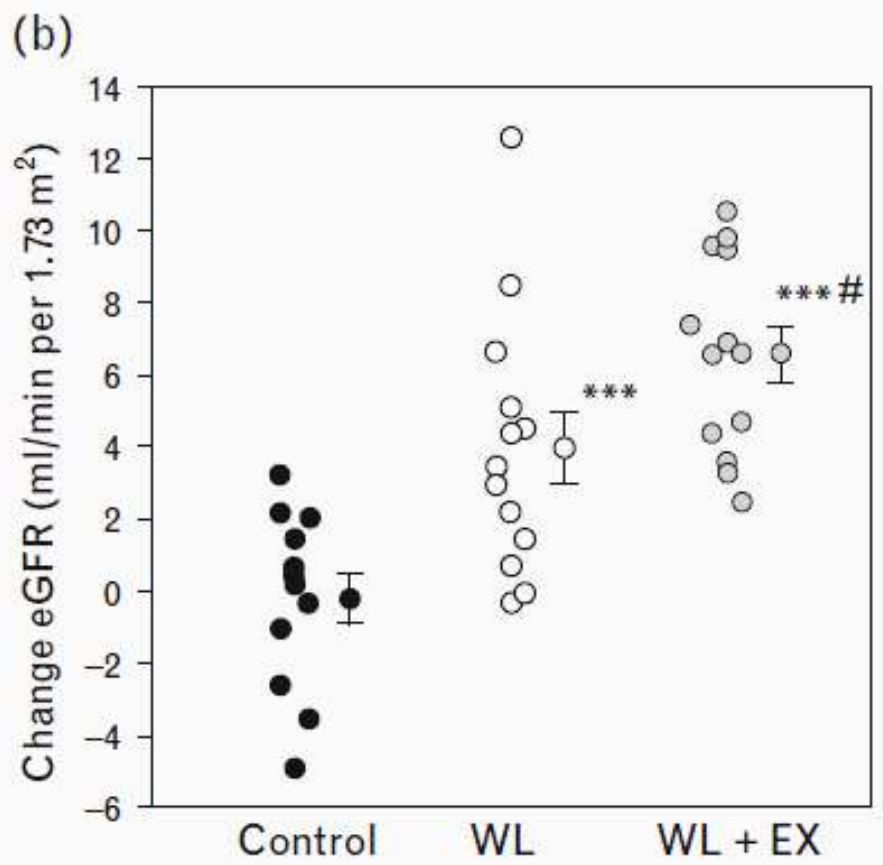 (b)
Change eGFR (ml/min per 1.73 m²)
14
12
10
8
6
4
2
0
–2
–4
–6
***
*** #
Control
WL
WL + EX